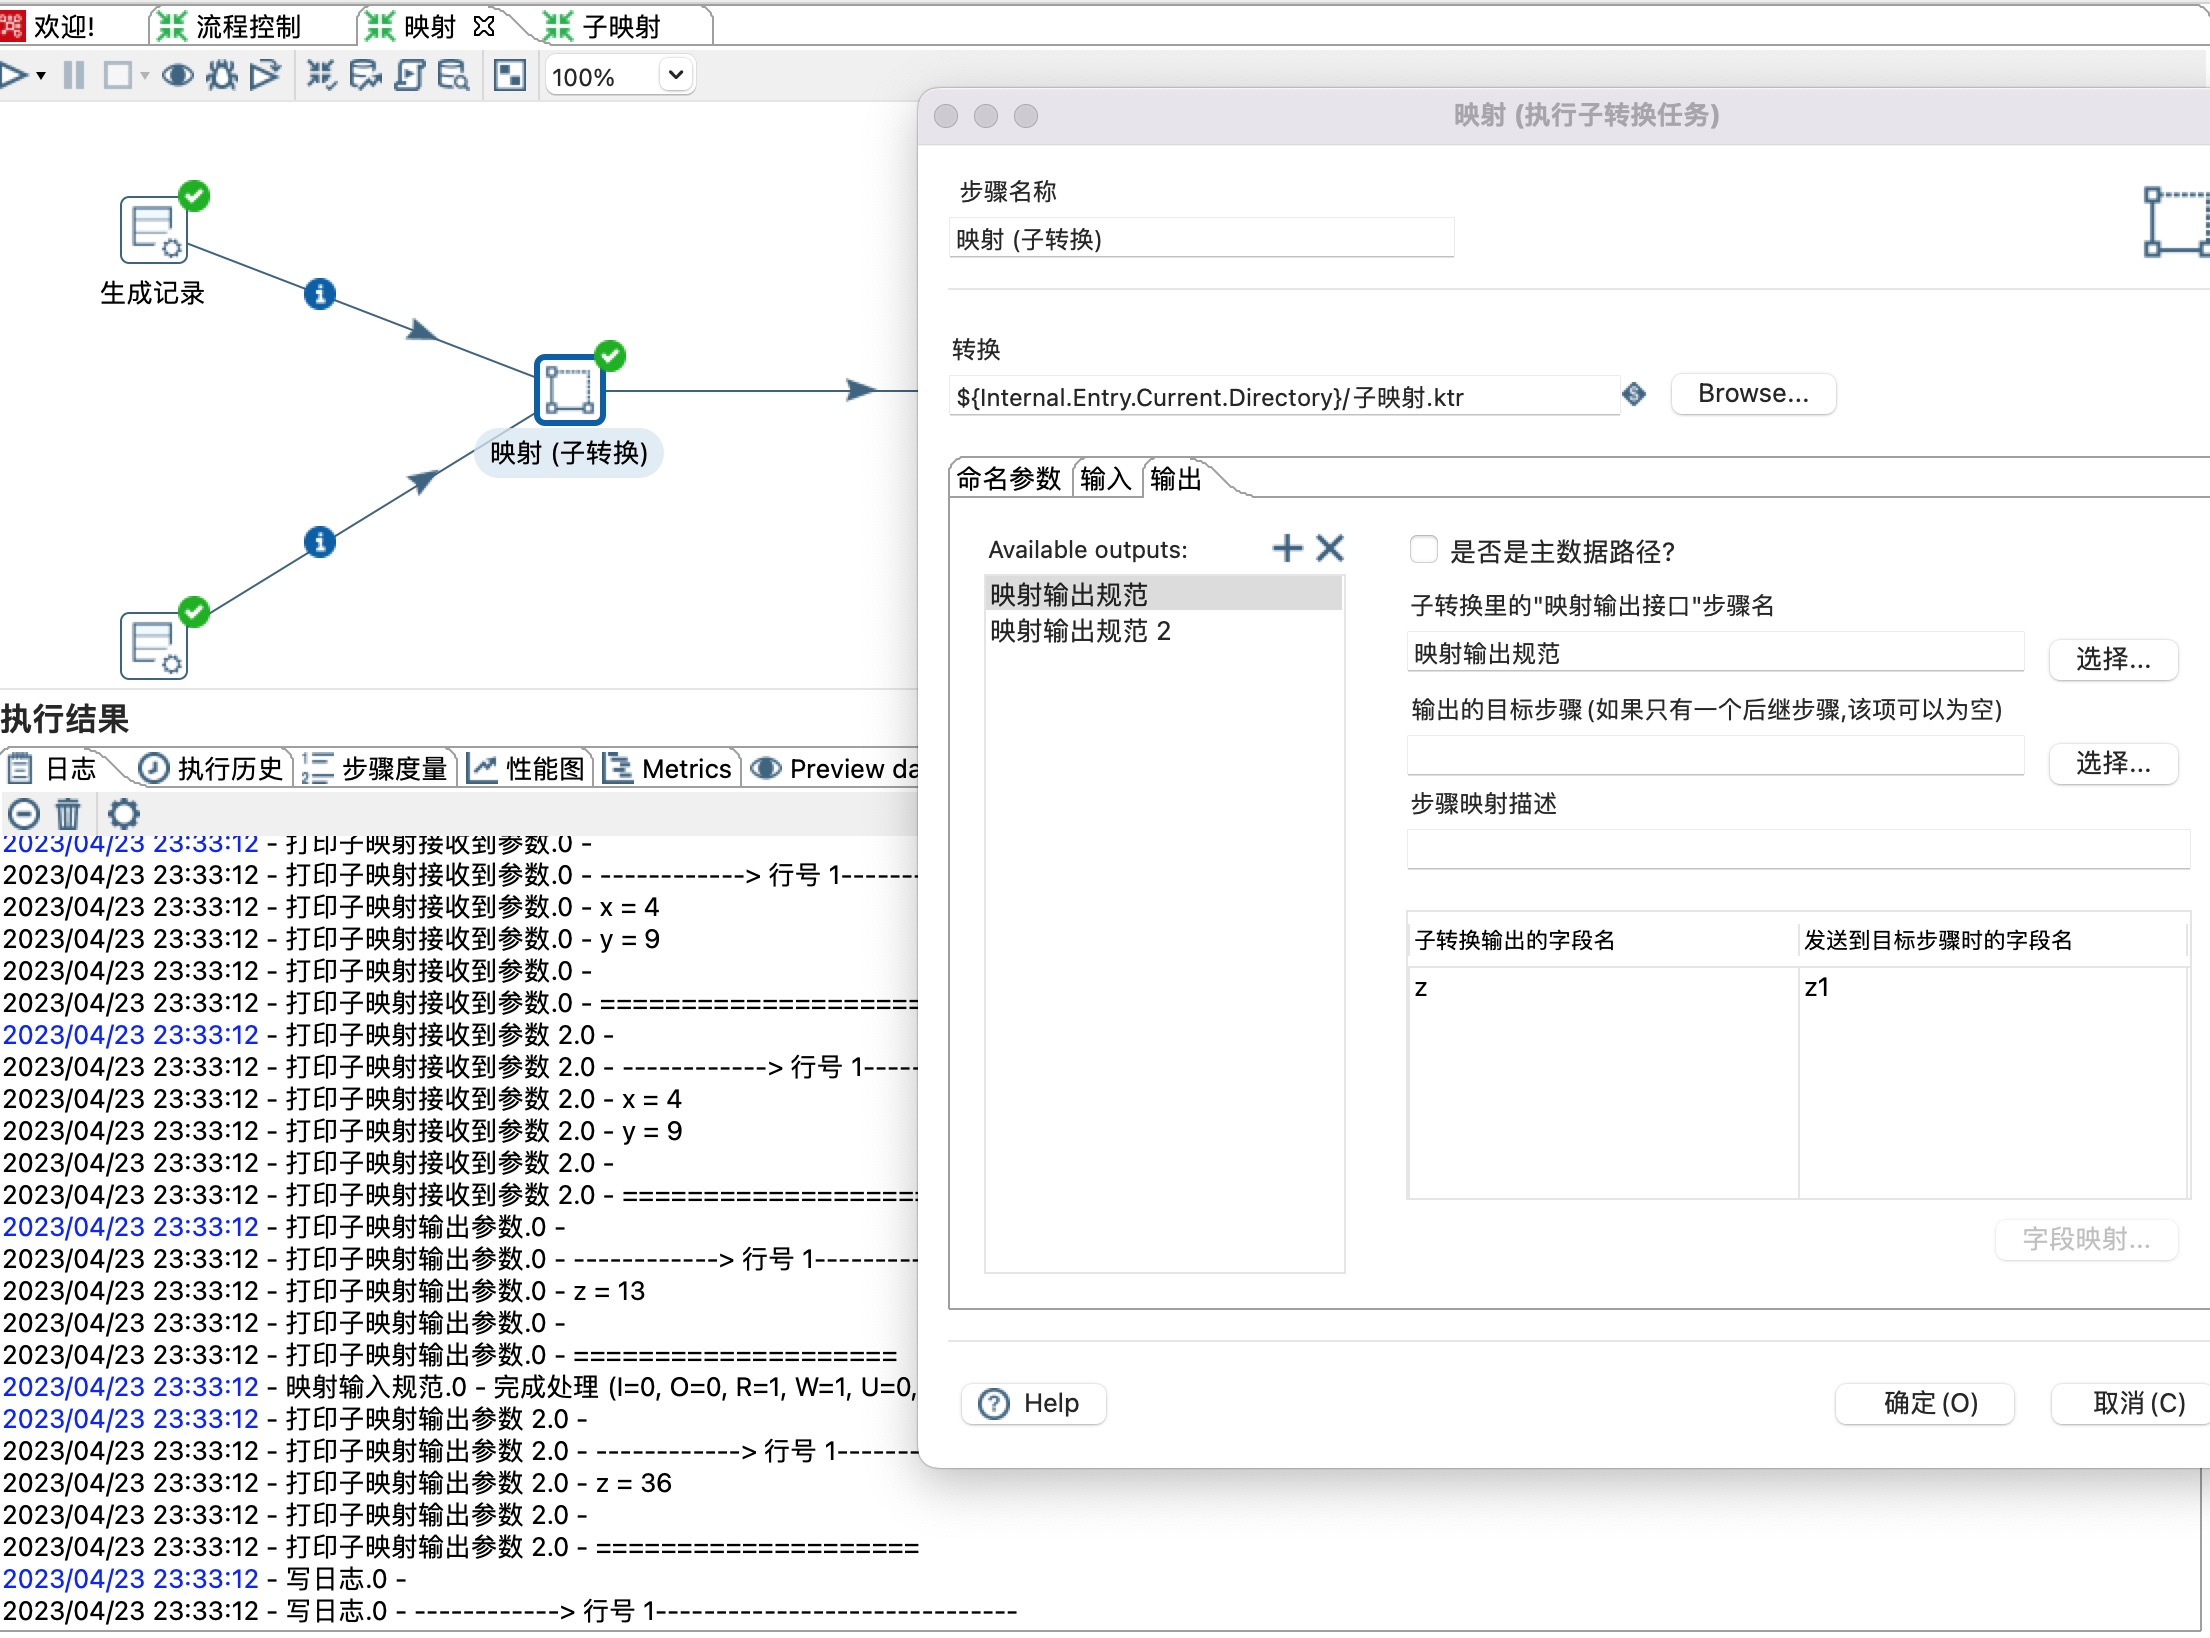 欢迎!
流程控制
映射
子映射
100%
生成记录
映射 (子转换)
映射 (执行子转换任务)
步骤名称
映射 (子转换)
转换
${Internal.Entry.Current.Directory}/子映射.ktr
Browse...
命名参数
输入
输出
Available outputs:
映射输出规范
映射输出规范 2
是否是主数据路径?
子转换里的"映射输出接口"步骤名
映射输出规范
选择...
输出的目标步骤(如果只有一个后继步骤,该项可以为空)
选择...
步骤映射描述
子转换输出的字段名
发送到目标步骤时的字段名
z
z1
字段映射...
Help
确定(O)
取消(C)
执行结果
日志
执行历史
步骤度量
性能图
Metrics
Preview da
2023/04/23 23:33:12 - 打印子映射接收到参数.0 -
2023/04/23 23:33:12 - 打印子映射接收到参数.0 - ------------> 行号 1-------
2023/04/23 23:33:12 - 打印子映射接收到参数.0 - x = 4
2023/04/23 23:33:12 - 打印子映射接收到参数.0 - y = 9
2023/04/23 23:33:12 - 打印子映射接收到参数.0 -
2023/04/23 23:33:12 - 打印子映射接收到参数.0 - ====================
2023/04/23 23:33:12 - 打印子映射接收到参数 2.0 -
2023/04/23 23:33:12 - 打印子映射接收到参数 2.0 - ------------> 行号 1-----
2023/04/23 23:33:12 - 打印子映射接收到参数 2.0 - x = 4
2023/04/23 23:33:12 - 打印子映射接收到参数 2.0 - y = 9
2023/04/23 23:33:12 - 打印子映射接收到参数 2.0 -
2023/04/23 23:33:12 - 打印子映射接收到参数 2.0 - ===================
2023/04/23 23:33:12 - 打印子映射输出参数.0 -
2023/04/23 23:33:12 - 打印子映射输出参数.0 - ------------> 行号 1---------
2023/04/23 23:33:12 - 打印子映射输出参数.0 - z = 13
2023/04/23 23:33:12 - 打印子映射输出参数.0 -
2023/04/23 23:33:12 - 打印子映射输出参数.0 - ====================
2023/04/23 23:33:12 - 映射输入规范.0 - 完成处理 (I=0, O=0, R=1, W=1, U=0,
2023/04/23 23:33:12 - 打印子映射输出参数 2.0 -
2023/04/23 23:33:12 - 打印子映射输出参数 2.0 - ------------> 行号 1-------
2023/04/23 23:33:12 - 打印子映射输出参数 2.0 - z = 36
2023/04/23 23:33:12 - 打印子映射输出参数 2.0 -
2023/04/23 23:33:12 - 打印子映射输出参数 2.0 - ====================
2023/04/23 23:33:12 - 写日志.0 -
2023/04/23 23:33:12 - 写日志.0 - ------------> 行号 1------------------------------